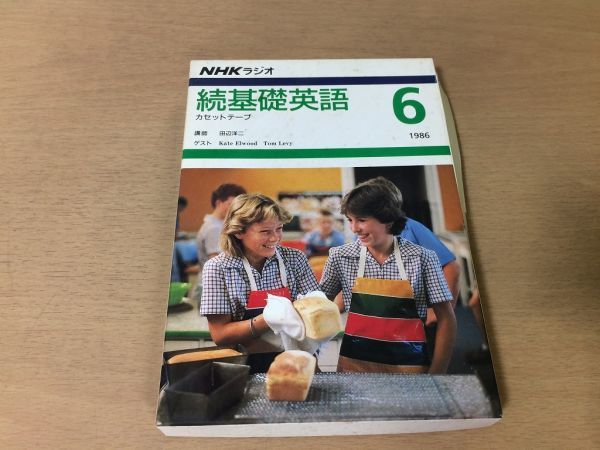 NHKラジオ
続基礎英語 6
カセットテープ
1986
講師 田辺洋二
ゲスト Kate Elwood Tom Levy